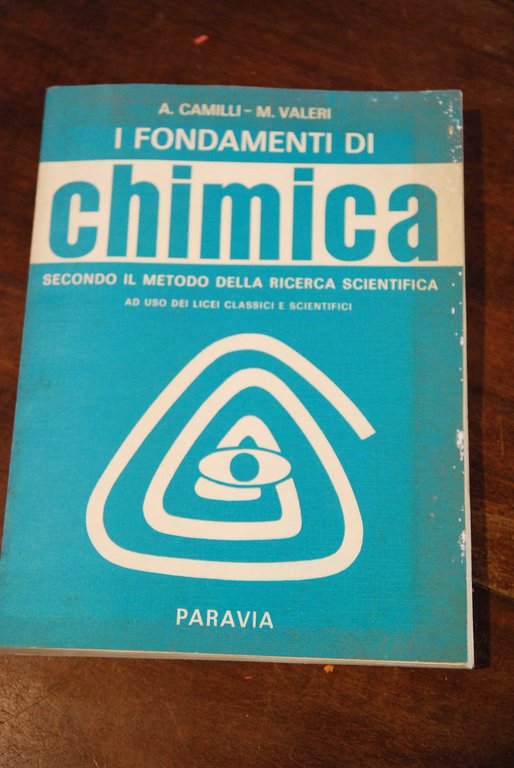 A. CAMILLI - M. VALERI
I FONDAMENTI DI
chimica
SECONDO IL METODO DELLA RICERCA SCIENTIFICA
AD USO DEI LICEI CLASSICI E SCIENTIFICI
PARAVIA